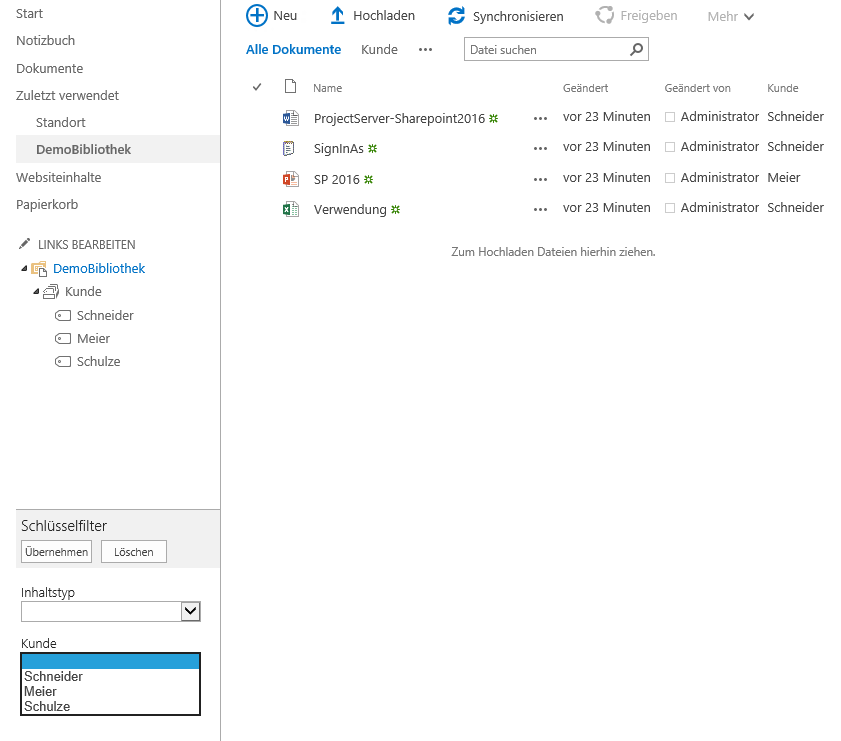 Start
Notizbuch
Dokumente
Zuletzt verwendet
Standort
DemoBibliothek
Websiteinhalte
Papierkorb
LINKS BEARBEITEN
DemoBibliothek
Kunde
Schneider
Meier
Schulze
Schlüsselfilter
Übernehmen Löschen
Inhaltstyp
Kunde
Schneider
Meier
Schulze
Neu Hochladen Synchronisieren Freigeben Mehr
Alle Dokumente Kunde ••• Datei suchen
Name Geändert Geändert von Kunde
ProjectServer-Sharepoint2016 ••• vor 23 Minuten Administrator Schneider
SignInAs ••• vor 23 Minuten Administrator Schneider
SP 2016 ••• vor 23 Minuten Administrator Meier
Verwendung ••• vor 23 Minuten Administrator Schneider
Zum Hochladen Dateien hierhin ziehen.